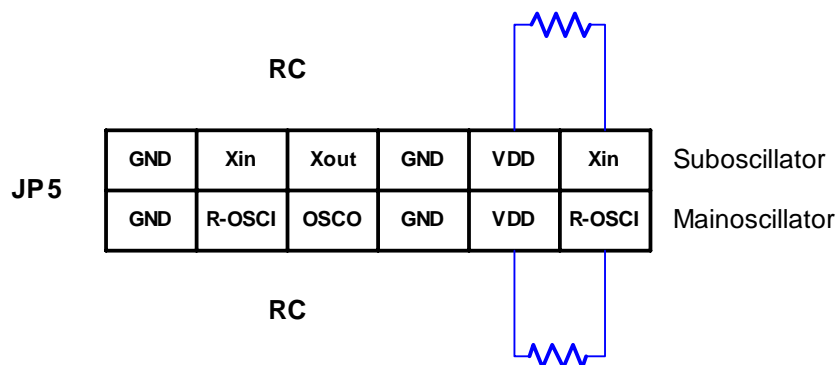 RC
GND Xin Xout GND VDD Xin Suboscillator
JP5
GND R-OSCI OSCO GND VDD R-OSCI Mainoscillator
RC